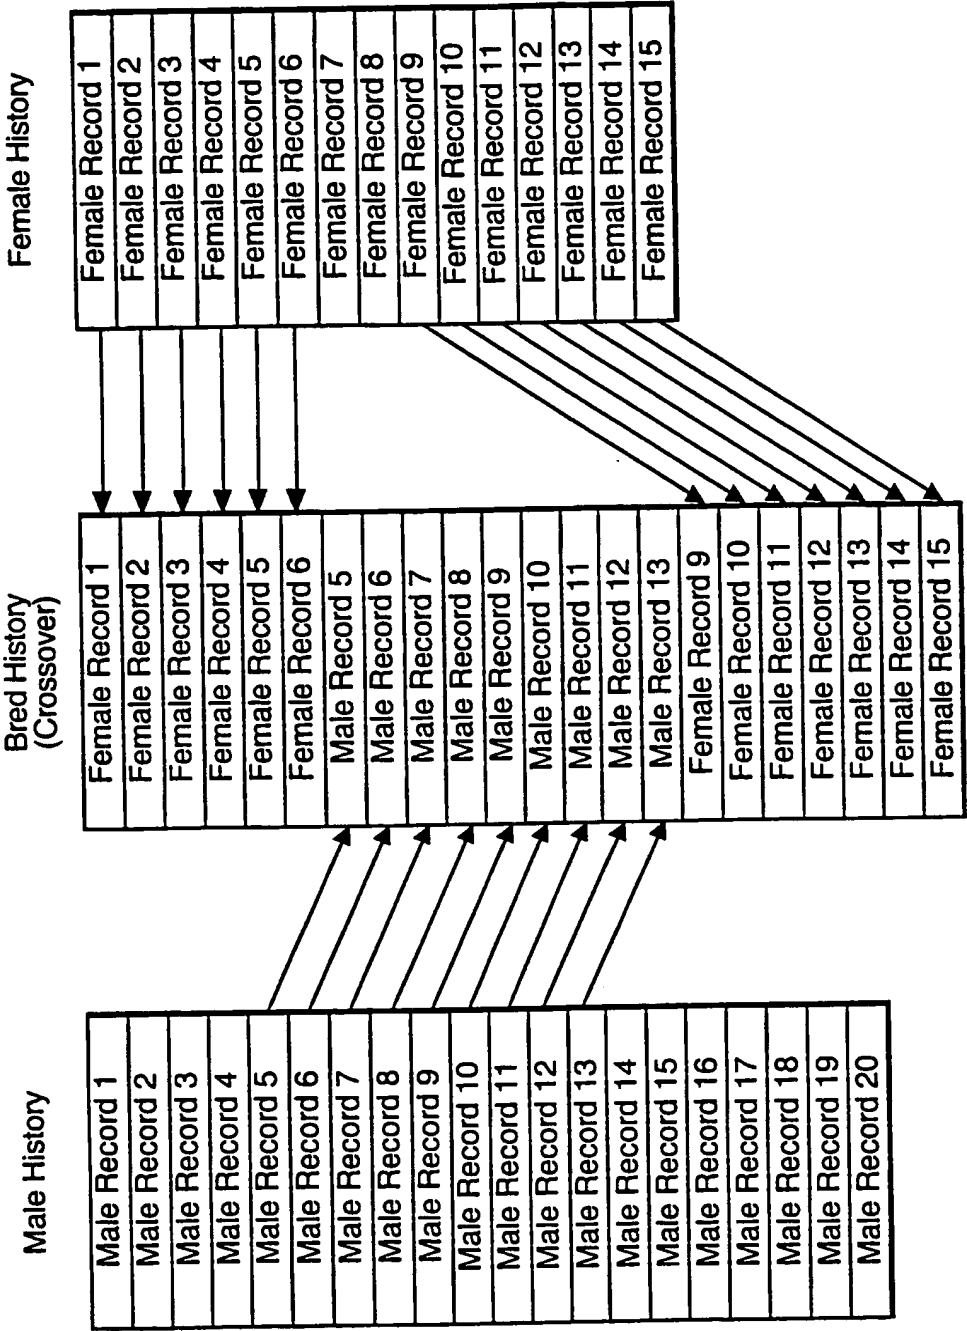 Male History
Male Record 1
Male Record 2
Male Record 3
Male Record 4
Male Record 5
Male Record 6
Male Record 7
Male Record 8
Male Record 9
Male Record 10
Male Record 11
Male Record 12
Male Record 13
Male Record 14
Male Record 15
Male Record 16
Male Record 17
Male Record 18
Male Record 19
Male Record 20
Bred History
(Crossover)
Female Record 1
Female Record 2
Female Record 3
Female Record 4
Female Record 5
Female Record 6
Male Record 5
Male Record 6
Male Record 7
Male Record 8
Male Record 9
Male Record 10
Male Record 11
Male Record 12
Male Record 13
Female Record 9
Female Record 10
Female Record 11
Female Record 12
Female Record 13
Female Record 14
Female Record 15
Female History
Female Record 1
Female Record 2
Female Record 3
Female Record 4
Female Record 5
Female Record 6
Female Record 7
Female Record 8
Female Record 9
Female Record 10
Female Record 11
Female Record 12
Female Record 13
Female Record 14
Female Record 15